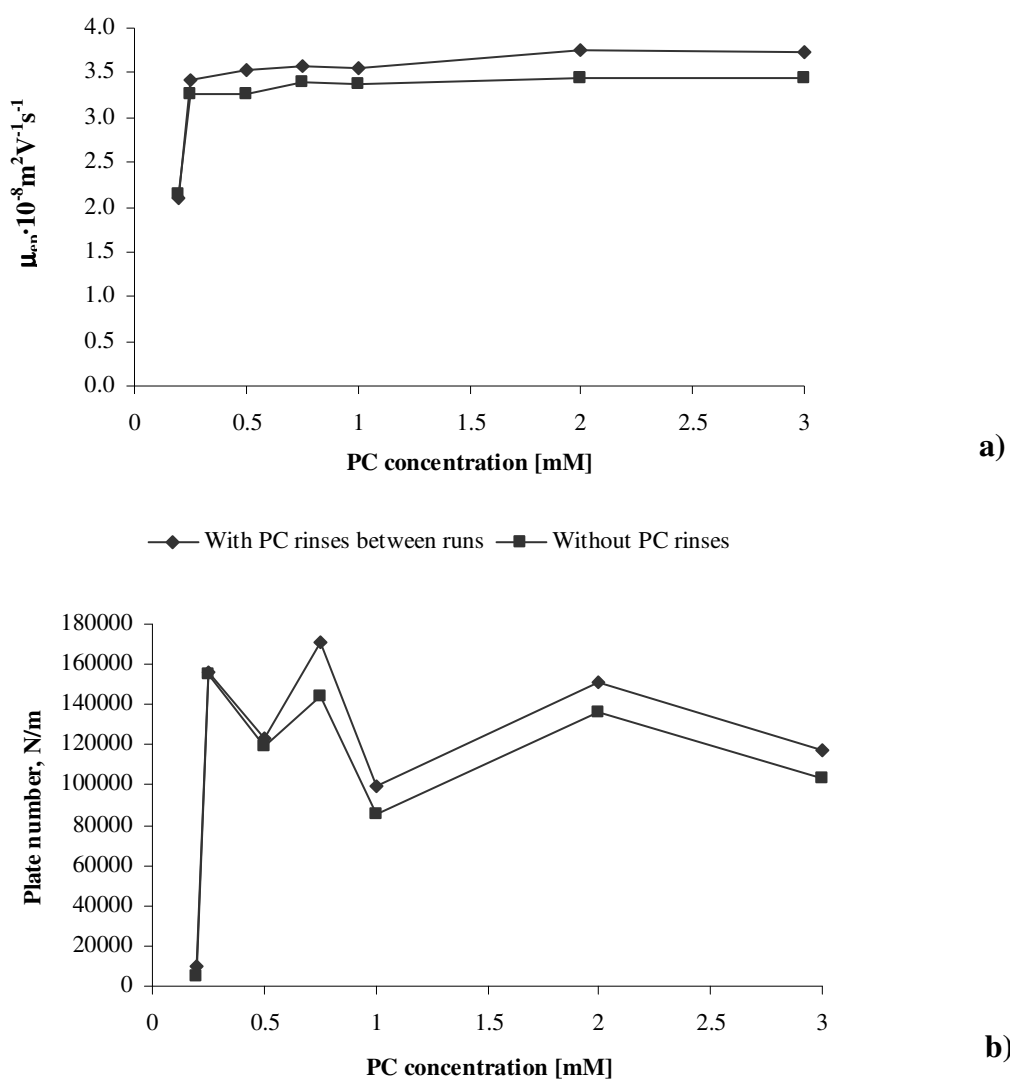 4.0
3.5
3.0
2.5
2.0
1.5
1.0
0.5
0.0
μep·10-8m2V-1s-1
0 0.5 1 1.5 2 2.5 3
PC concentration [mM]
a)
With PC rinses between runs Without PC rinses
180000
160000
140000
120000
100000
80000
60000
40000
20000
0
Plate number, N/m
0 0.5 1 1.5 2 2.5 3
PC concentration [mM]
b)